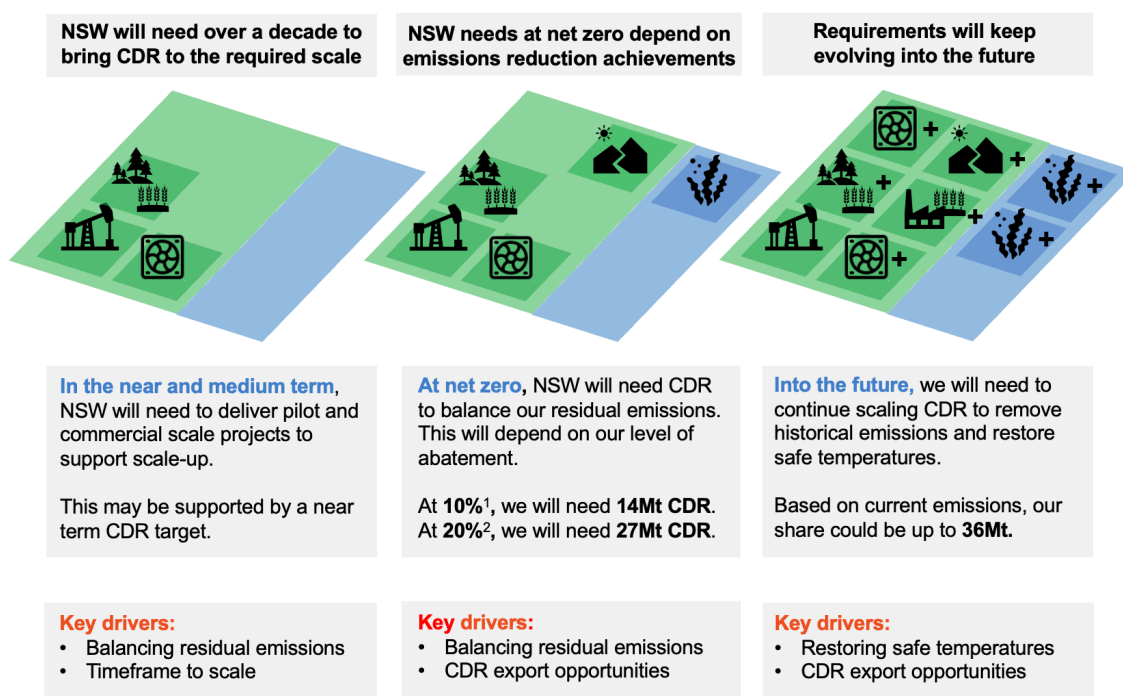 NSW will need over a decade to
bring CDR to the required scale
NSW needs at net zero depend on
emissions reduction achievements
Requirements will keep
evolving into the future
+
+
+
+
+
+
+
In the near and medium term,
NSW will need to deliver pilot and
commercial scale projects to
support scale-up.
This may be supported by a near
term CDR target.
At net zero, NSW will need CDR
to balance our residual emissions.
This will depend on our level of
abatement.
At 10%¹, we will need 14Mt CDR.
At 20%², we will need 27Mt CDR.
Into the future, we will need to
continue scaling CDR to remove
historical emissions and restore
safe temperatures.
Based on current emissions, our
share could be up to 36Mt.
Key drivers:
• Balancing residual emissions
• Timeframe to scale
Key drivers:
• Balancing residual emissions
• CDR export opportunities
Key drivers:
• Restoring safe temperatures
• CDR export opportunities